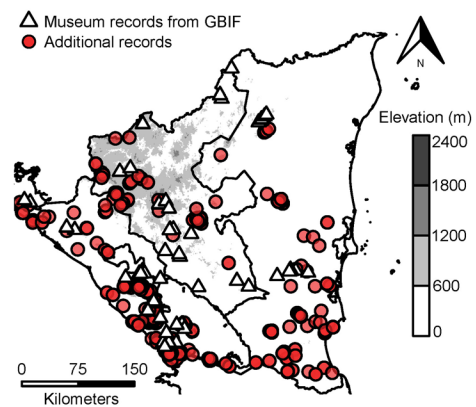 Museum records from GBIF
Additional records
N
Elevation (m)
2400
1800
1200
600
0
0 75 150
Kilometers